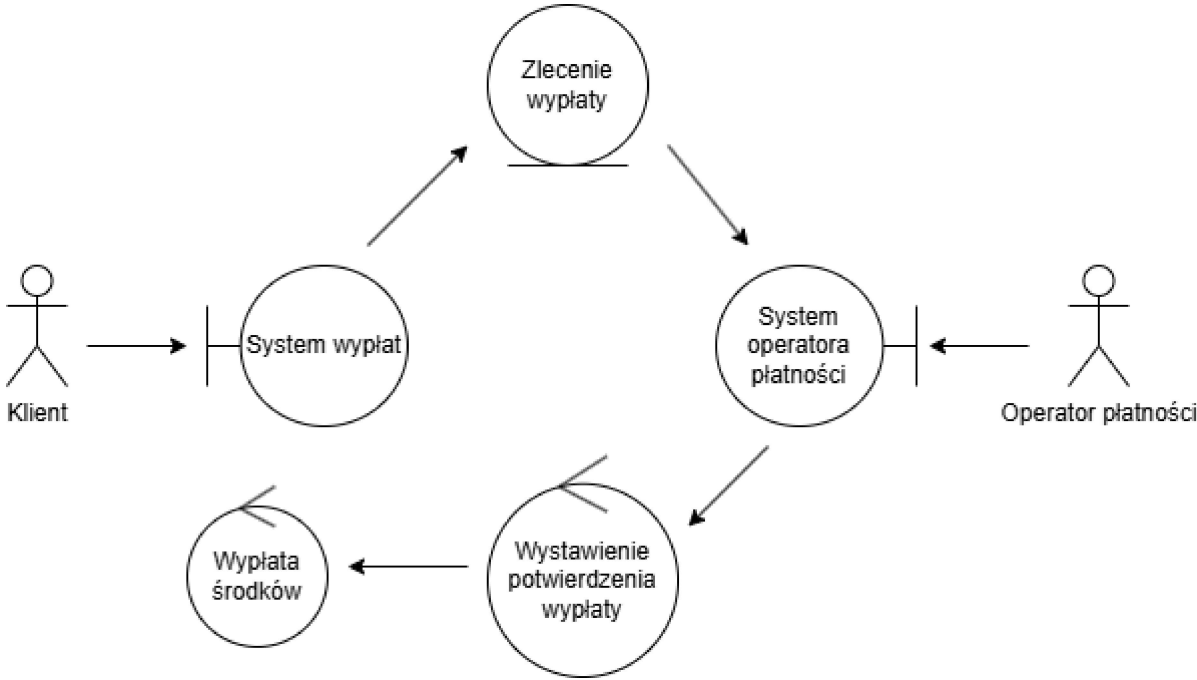 Zlecenie
wypłaty
Klient
System wypłat
System
operatora
płatności
Operator płatności
Wypłata
środków
Wystawienie
potwierdzenia
wypłaty